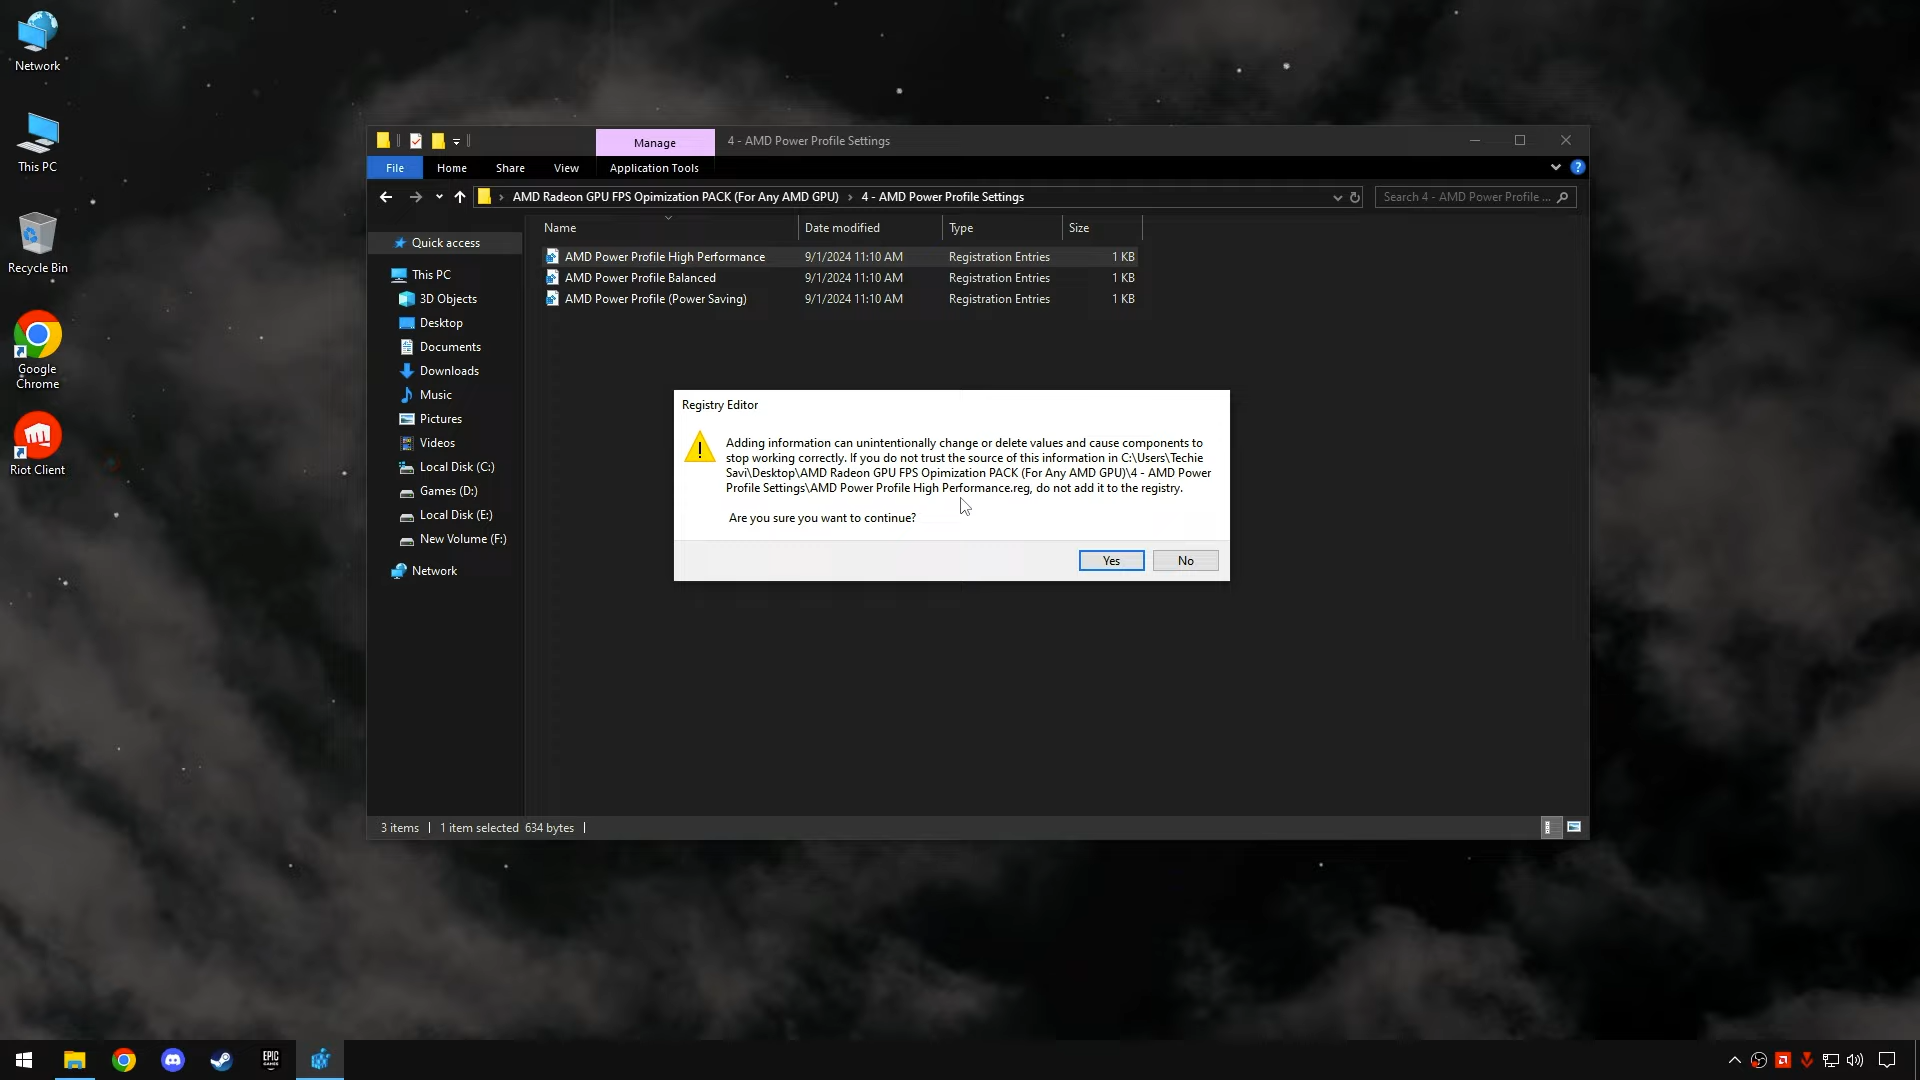 Network
This PC
Recycle Bin
Google
Chrome
Riot Client
Manage
4 - AMD Power Profile Settings
File
Home
Share
View
Application Tools
AMD Radeon GPU FPS Opimization PACK (For Any AMD GPU) > 4 - AMD Power Profile Settings
Search 4 - AMD Power Profile ...
Name
Date modified
Type
Size
AMD Power Profile High Performance 9/1/2024 11:10 AM Registration Entries 1 KB
AMD Power Profile Balanced 9/1/2024 11:10 AM Registration Entries 1 KB
AMD Power Profile (Power Saving) 9/1/2024 11:10 AM Registration Entries 1 KB
Quick access
This PC
3D Objects
Desktop
Documents
Downloads
Music
Pictures
Videos
Local Disk (C:)
Games (D:)
Local Disk (E:)
New Volume (F:)
Network
Registry Editor
Adding information can unintentionally change or delete values and cause components to
stop working correctly. If you do not trust the source of this information in C:\Users\Techie
Savi\Desktop\AMD Radeon GPU FPS Opimization PACK (For Any AMD GPU)\4 - AMD Power
Profile Settings\AMD Power Profile High Performance.reg, do not add it to the registry.
Are you sure you want to continue?
Yes
No
3 items
1 item selected 634 bytes
EPIC
GAMES